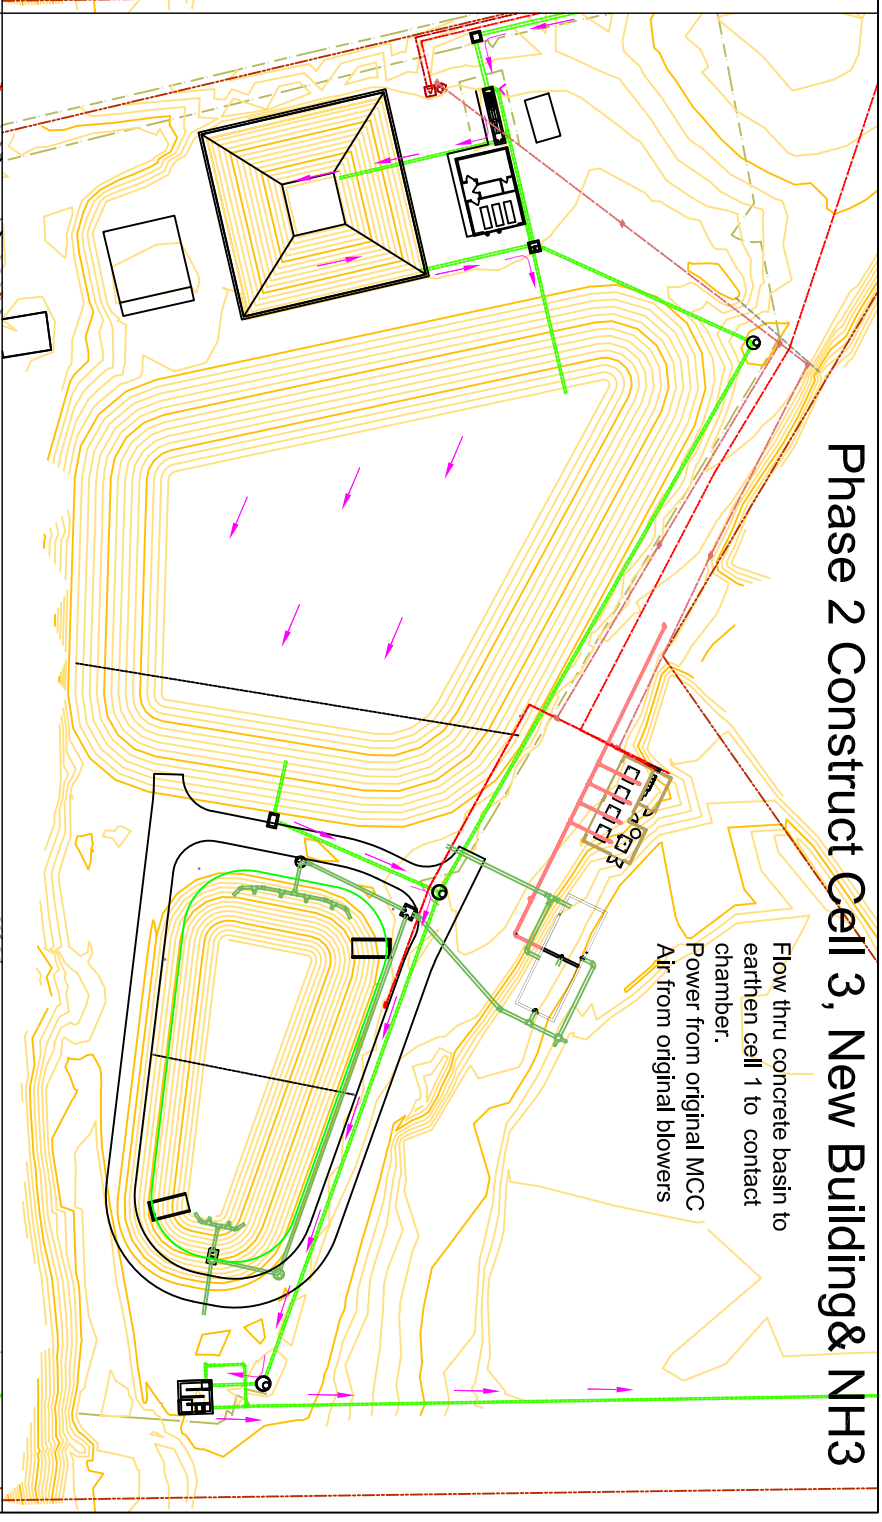 Phase 2 Construct Cell 3, New Building& NH3
Flow thru concrete basin to
earthen cell 1 to contact
chamber.
Power from original MCC
Air from original blowers